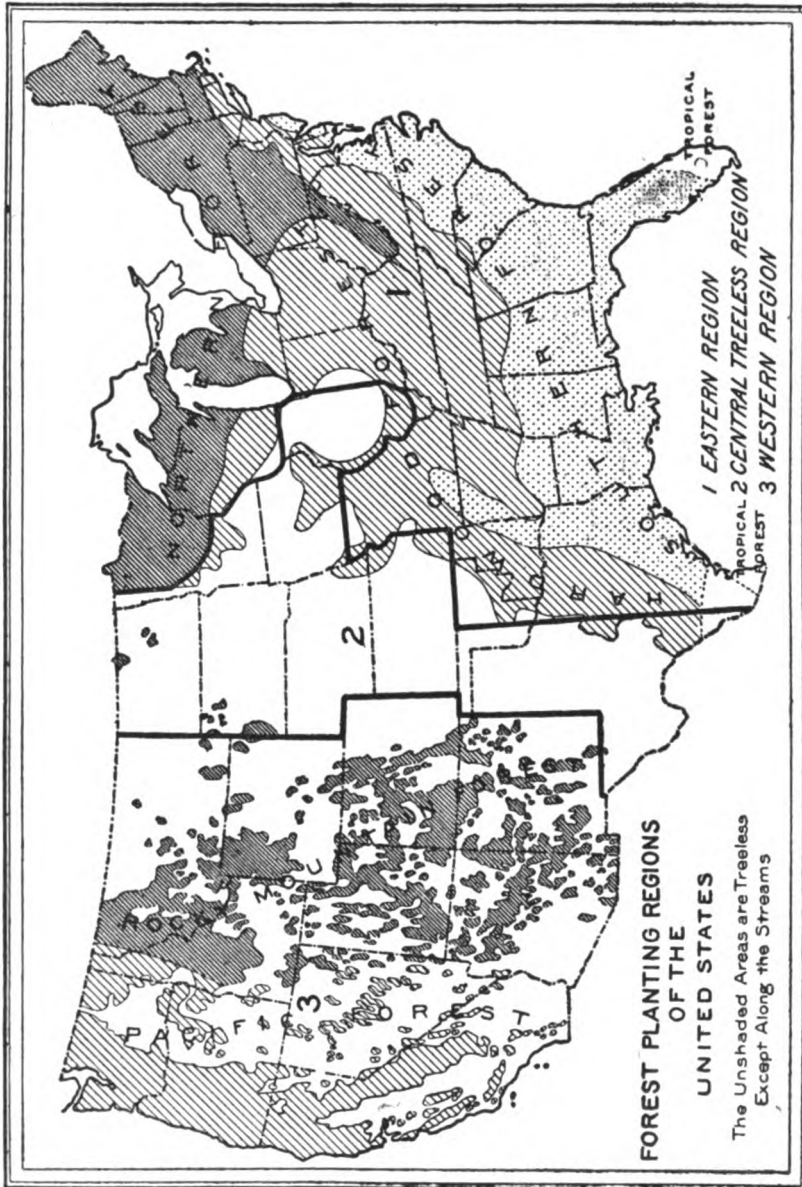 NORTHERN FOREST
HARDWOOD FOREST
SOUTHERN FOREST
ROCKY MOUNTAIN FOREST
PACIFIC FOREST
1
2
3
TROPICAL
FOREST
TROPICAL
FOREST
1 EASTERN REGION
2 CENTRAL TREELESS REGION
3 WESTERN REGION
FOREST PLANTING REGIONS
OF THE
UNITED STATES
The Unshaded Areas are Treeless
Except Along the Streams